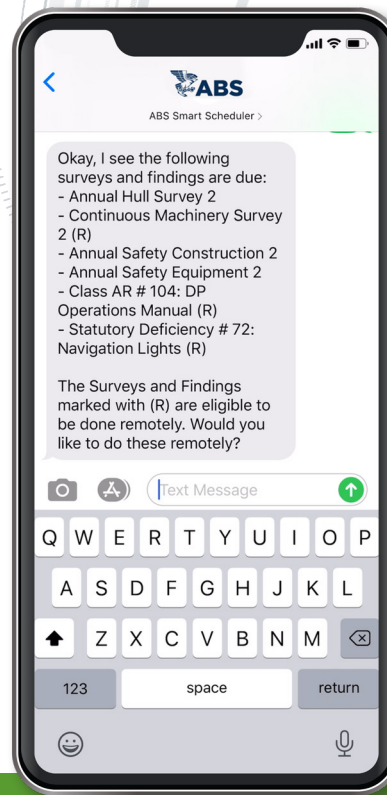 ABS
ABS Smart Scheduler >
Okay, I see the following
surveys and findings are due:
- Annual Hull Survey 2
- Continuous Machinery Survey
2 (R)
- Annual Safety Construction 2
- Annual Safety Equipment 2
- Class AR # 104: DP
Operations Manual (R)
- Statutory Deficiency # 72:
Navigation Lights (R)
The Surveys and Findings
marked with (R) are eligible to
be done remotely. Would you
like to do these remotely?
Text Message
Q W E R T Y U I O P
A S D F G H J K L
Z X C V B N M
123 space return